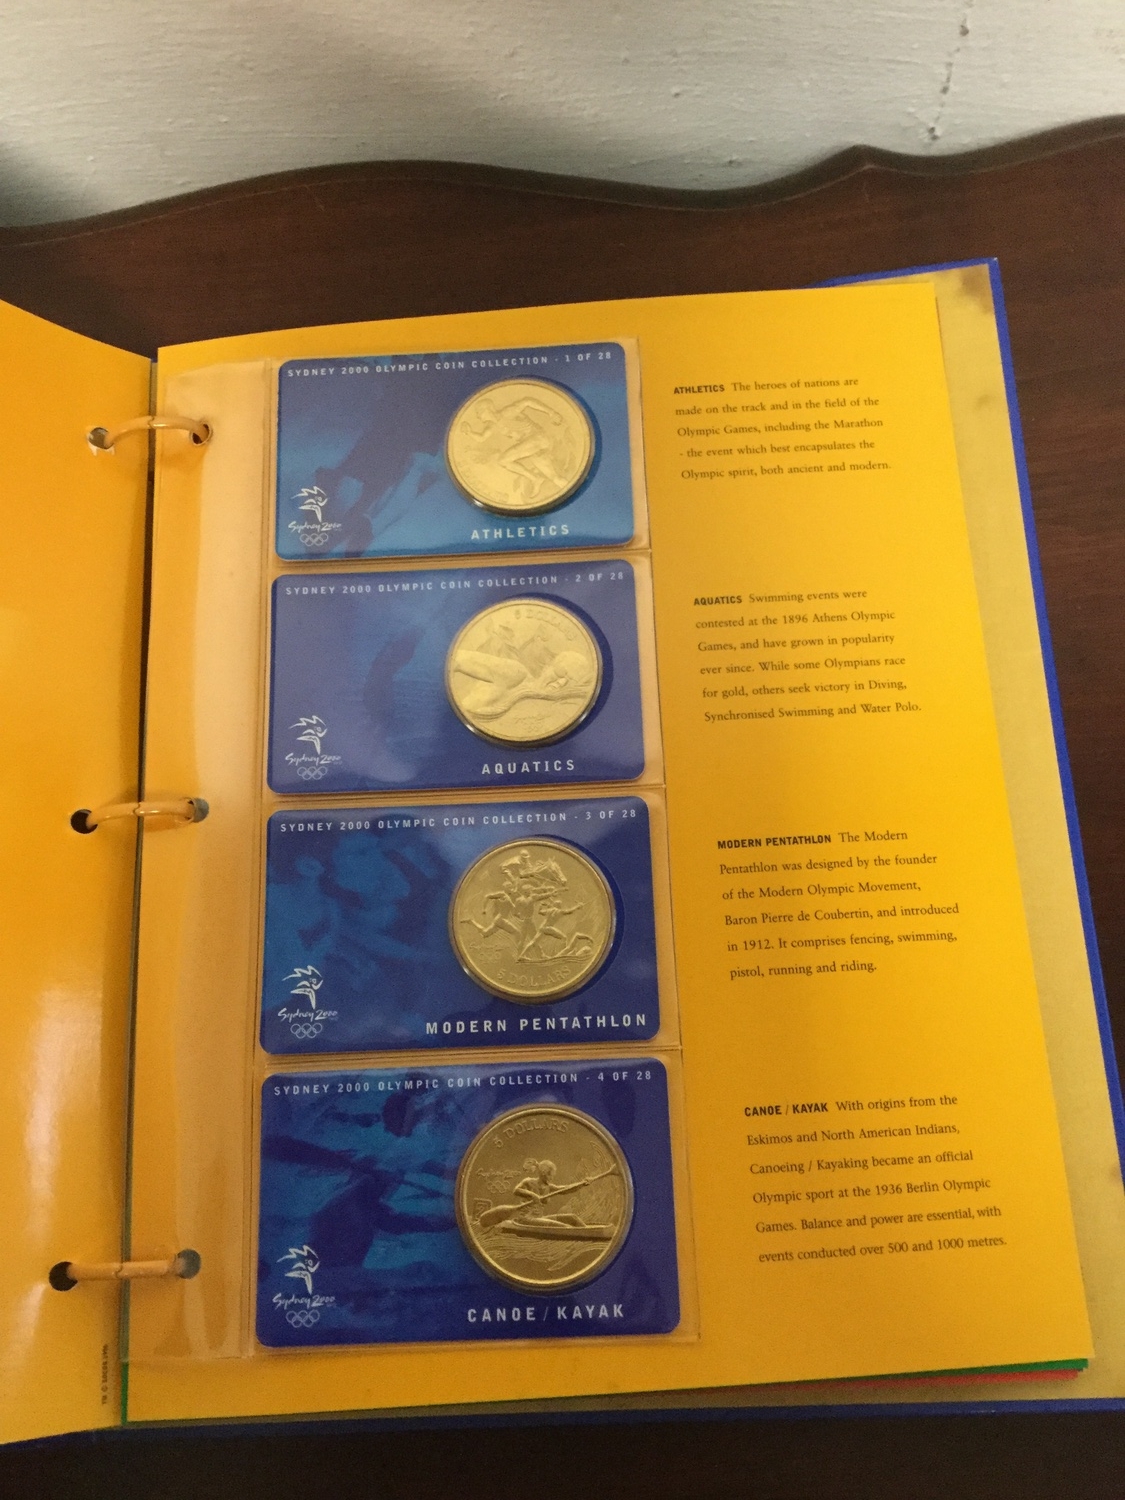 SYDNEY 2000 OLYMPIC COIN COLLECTION - 1 OF 28
Sydney 2000
ATHLETICS
ATHLETICS The heroes of nations are
made on the track and in the field of the
Olympic Games, including the Marathon
- the event which best encapsulates the
Olympic spirit, both ancient and modern.
SYDNEY 2000 OLYMPIC COIN COLLECTION - 2 OF 28
5 DOLLARS
Sydney 2000
AQUATICS
AQUATICS Swimming events were
contested at the 1896 Athens Olympic
Games, and have grown in popularity
ever since. While some Olympians race
for gold, others seek victory in Diving,
Synchronised Swimming and Water Polo.
SYDNEY 2000 OLYMPIC COIN COLLECTION - 3 OF 28
5 DOLLARS
Sydney 2000
MODERN PENTATHLON
MODERN PENTATHLON The Modern
Pentathlon was designed by the founder
of the Modern Olympic Movement,
Baron Pierre de Coubertin, and introduced
in 1912. It comprises fencing, swimming,
pistol, running and riding.
SYDNEY 2000 OLYMPIC COIN COLLECTION - 4 OF 28
5 DOLLARS
Sydney 2000
CANOE / KAYAK
CANOE / KAYAK With origins from the
Eskimos and North American Indians,
Canoeing / Kayaking became an official
Olympic sport at the 1936 Berlin Olympic
Games. Balance and power are essential, with
events conducted over 500 and 1000 metres.